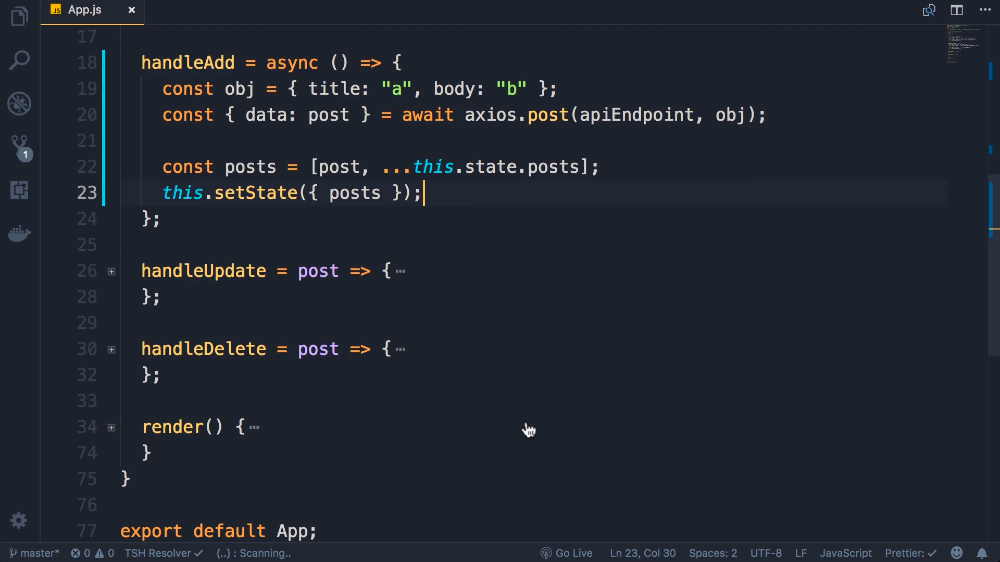 JS App.js ×
17
18 handleAdd = async () => {
19 const obj = { title: "a", body: "b" };
20 const { data: post } = await axios.post(apiEndpoint, obj);
21
22 const posts = [post, ...this.state.posts];
23 this.setState({ posts });
24 };
25
26 handleUpdate = post => {…
28 };
29
30 handleDelete = post => {…
32 };
33
34 render() {…
74 }
75 }
76
77 export default App;
1
master* 0 0 TSH Resolver ✓ {..} : Scanning.. Go Live Ln 23, Col 30 Spaces: 2 UTF-8 LF JavaScript Prettier: ✓